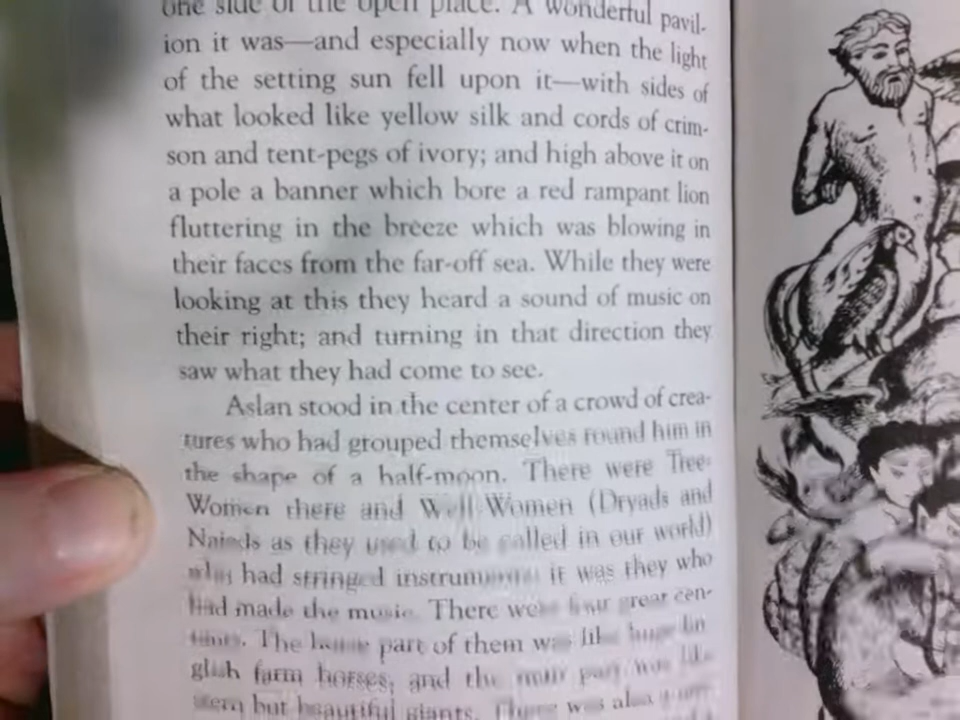 one side of the open place. A wonderful pavil-
ion it was—and especially now when the light
of the setting sun fell upon it—with sides of
what looked like yellow silk and cords of crim-
son and tent-pegs of ivory; and high above it on
a pole a banner which bore a red rampant lion
fluttering in the breeze which was blowing in
their faces from the far-off sea. While they were
looking at this they heard a sound of music on
their right; and turning in that direction they
saw what they had come to see.
Aslan stood in the center of a crowd of crea-
tures who had grouped themselves round him in
the shape of a half-moon. There were Tree-
Women there and Well-Women (Dryads and
Naiads as they used to be called in our world)
who had stringed instruments; it was they who
had made the music. There were four great cen-
taurs. The horse part of them was like huge En-
glish farm horses, and the man part was like
stern but beautiful giants. There was also